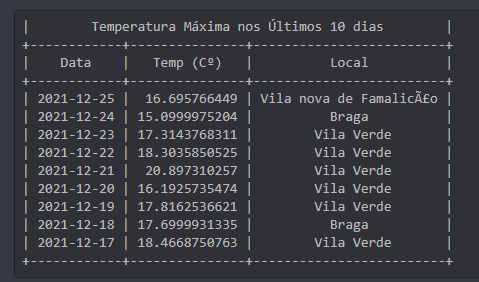 |        Temperatura Máxima nos Últimos 10 dias        |
+------------+--------------+------------------------+
|    Data    |  Temp (Cº)   |         Local          |
+------------+--------------+------------------------+
| 2021-12-25 |  16.695766449 | Vila nova de FamalicÃ£o |
| 2021-12-24 | 15.0999975204 |         Braga          |
| 2021-12-23 | 17.3143768311 |       Vila Verde       |
| 2021-12-22 | 18.3035850525 |       Vila Verde       |
| 2021-12-21 |  20.897310257 |       Vila Verde       |
| 2021-12-20 | 16.1925735474 |       Vila Verde       |
| 2021-12-19 | 17.8162536621 |       Vila Verde       |
| 2021-12-18 | 17.6999931335 |         Braga          |
| 2021-12-17 | 18.4668750763 |       Vila Verde       |
+------------+--------------+------------------------+